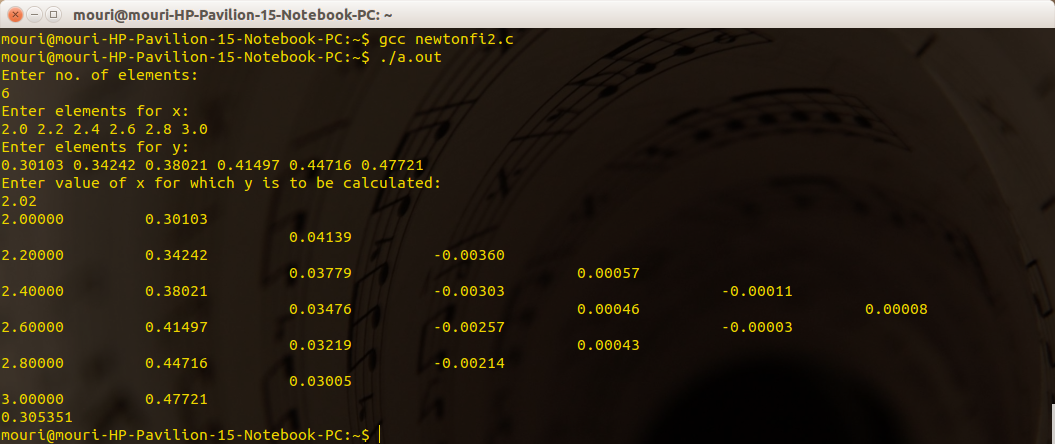 mouri@mouri-HP-Pavilion-15-Notebook-PC: ~
mouri@mouri-HP-Pavilion-15-Notebook-PC:~$ gcc newtonfi2.c
mouri@mouri-HP-Pavilion-15-Notebook-PC:~$ ./a.out
Enter no. of elements:
6
Enter elements for x:
2.0 2.2 2.4 2.6 2.8 3.0
Enter elements for y:
0.30103 0.34242 0.38021 0.41497 0.44716 0.47721
Enter value of x for which y is to be calculated:
2.02
2.00000 0.30103
0.04139
2.20000 0.34242 -0.00360
0.03779 0.00057
2.40000 0.38021 -0.00303 -0.00011
0.03476 0.00046 0.00008
2.60000 0.41497 -0.00257 -0.00003
0.03219 0.00043
2.80000 0.44716 -0.00214
0.03005
3.00000 0.47721
0.305351
mouri@mouri-HP-Pavilion-15-Notebook-PC:~$